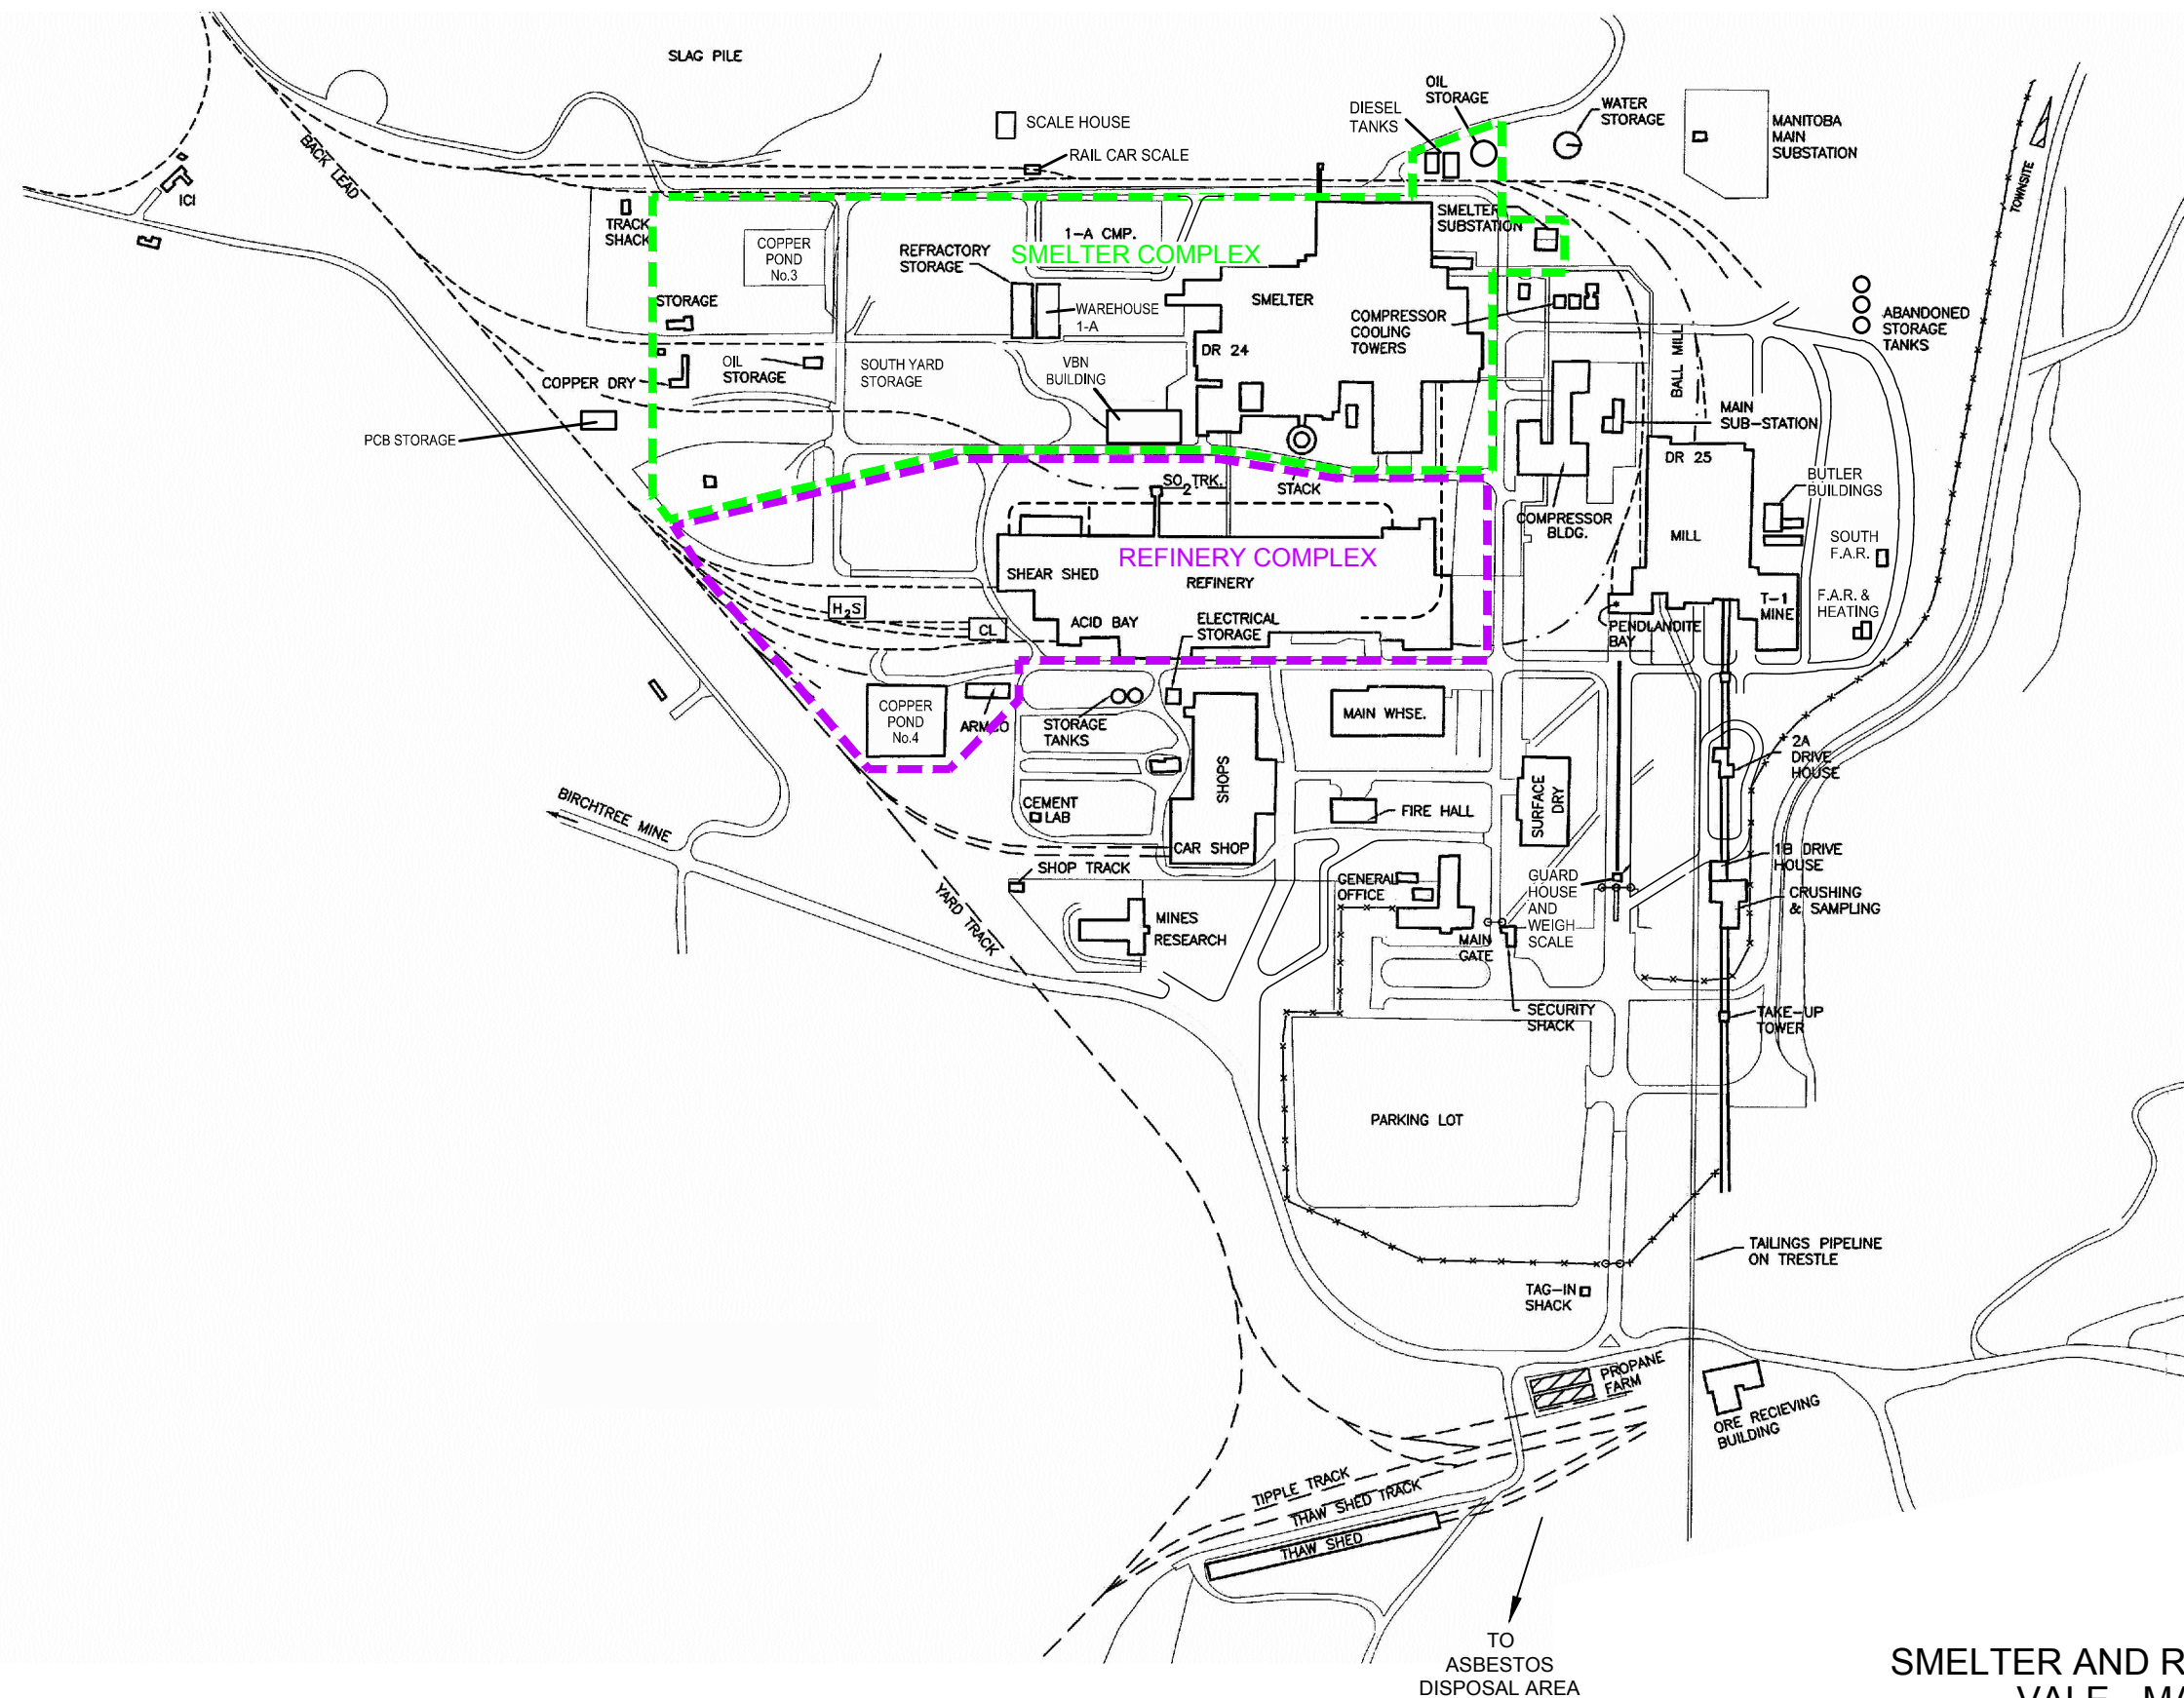 SLAG PILE
OIL
STORAGE
DIESEL
TANKS
WATER
STORAGE
SCALE HOUSE
MANITOBA
MAIN
SUBSTATION
RAIL CAR SCALE
BACK LEAD
ICI
TOWNSITE
TRACK
SHACK
COPPER
POND
No.3
REFRACTORY
STORAGE
1-A CMP.
SMELTER COMPLEX
SMELTER
SUBSTATION
STORAGE
WAREHOUSE
1-A
SMELTER
COMPRESSOR
COOLING
TOWERS
ABANDONED
STORAGE
TANKS
DR 24
BALL MILL
COPPER DRY
OIL
STORAGE
SOUTH YARD
STORAGE
VBN
BUILDING
MAIN
SUB-STATION
PCB STORAGE
DR 25
BUTLER
BUILDINGS
SO2 TRK.
STACK
COMPRESSOR
BLDG.
MILL
SOUTH
F.A.R.
REFINERY COMPLEX
SHEAR SHED
REFINERY
H2S
T-1
MINE
F.A.R. &
HEATING
CL
ACID BAY
ELECTRICAL
STORAGE
PENDLANDITE
BAY
COPPER
POND
No.4
ARMCO
STORAGE
TANKS
MAIN WHSE.
SHOPS
2A
DRIVE
HOUSE
BIRCHTREE MINE
CEMENT
LAB
FIRE HALL
SURFACE
DRY
CAR SHOP
1B DRIVE
HOUSE
SHOP TRACK
GENERAL
OFFICE
GUARD
HOUSE
AND
WEIGH
SCALE
CRUSHING
& SAMPLING
YARD TRACK
MINES
RESEARCH
MAIN
GATE
SECURITY
SHACK
TAKE-UP
TOWER
PARKING LOT
TAILINGS PIPELINE
ON TRESTLE
TAG-IN
SHACK
PROPANE
FARM
ORE RECIEVING
BUILDING
TIPPLE TRACK
THAW SHED TRACK
THAW SHED
TO
ASBESTOS
DISPOSAL AREA
SMELTER AND R